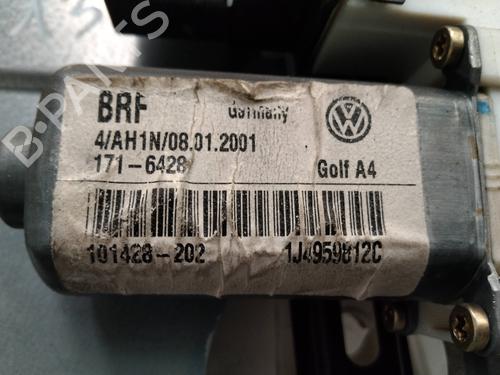 BRF Germany
4/AH1N/08.01.2001
171-6428 Golf A4
101428-202 1J4959812C
B-PARTS